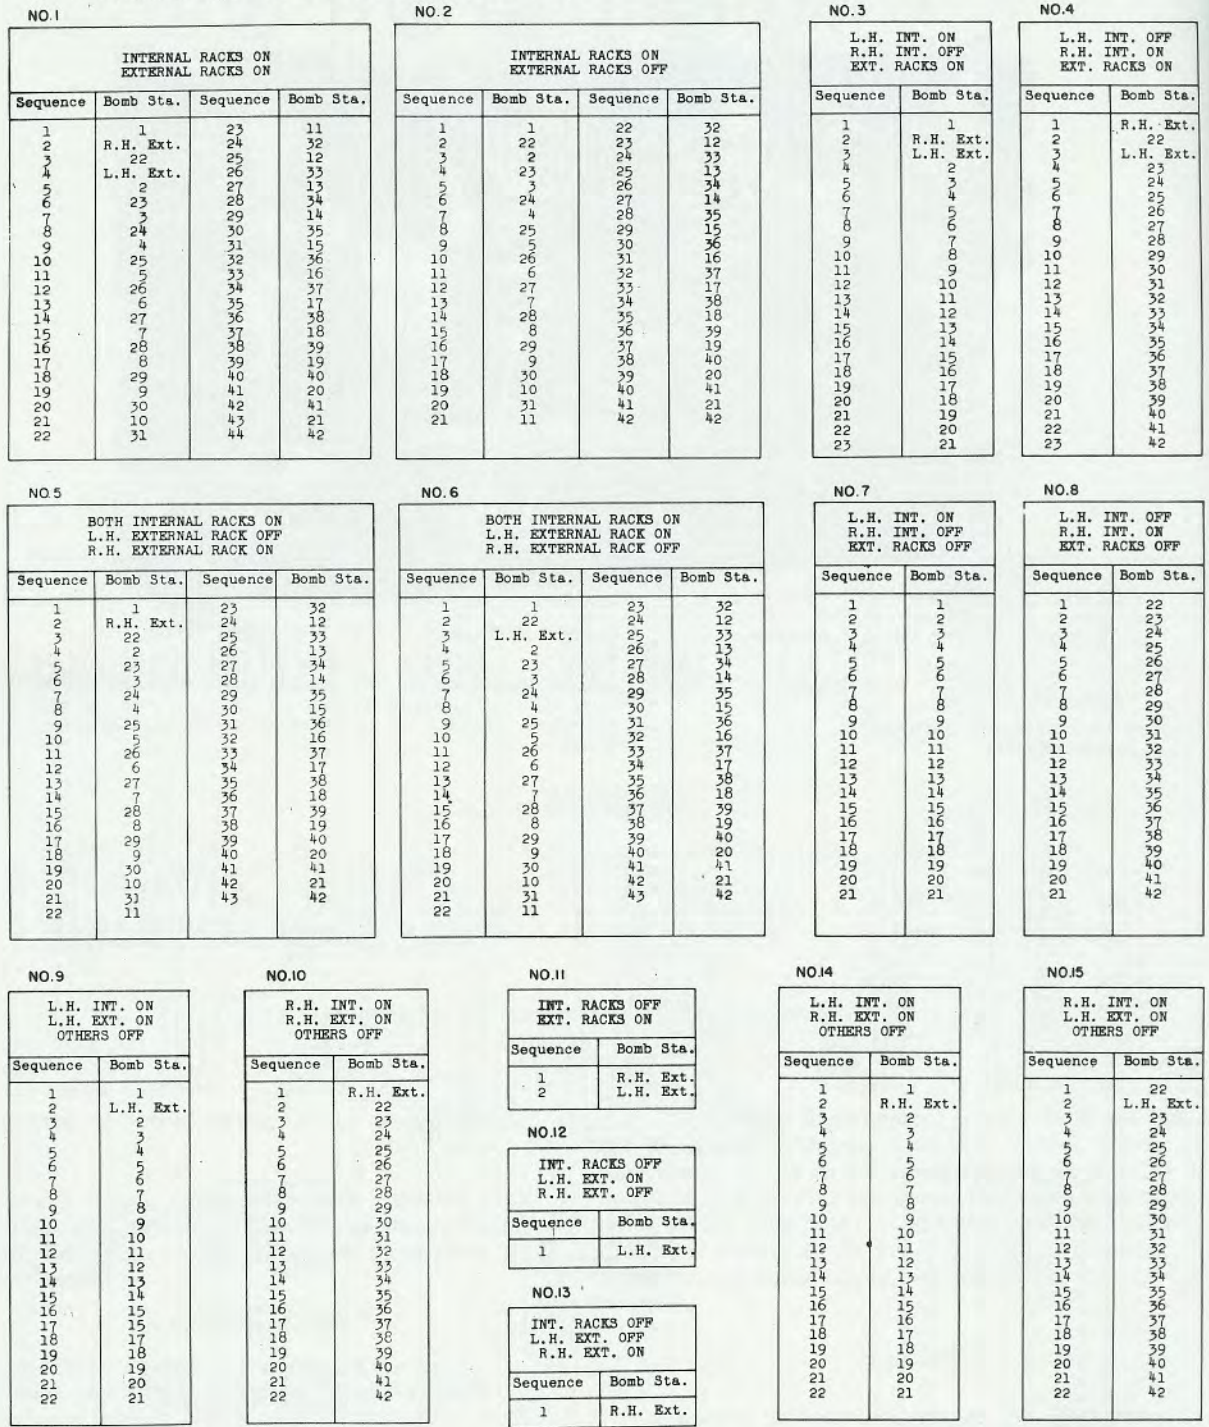 NO.1
INTERNAL RACKS ON
EXTERNAL RACKS ON
Sequence Bomb Sta. Sequence Bomb Sta.
1 1 23 11
2 R.H. Ext. 24 32
3 22 25 12
4 L.H. Ext. 26 33
5 2 27 13
6 23 28 34
7 3 29 14
8 24 30 35
9 4 31 15
10 25 32 36
11 5 33 16
12 26 34 37
13 6 35 17
14 27 36 38
15 7 37 18
16 28 38 39
17 8 39 19
18 29 40 40
19 9 41 20
20 30 42 41
21 10 43 21
22 31 44 42
NO.2
INTERNAL RACKS ON
EXTERNAL RACKS OFF
Sequence Bomb Sta. Sequence Bomb Sta.
1 1 22 32
2 22 23 12
3 2 24 33
4 23 25 13
5 3 26 34
6 24 27 14
7 4 28 35
8 25 29 15
9 5 30 36
10 26 31 16
11 6 32 37
12 27 33 17
13 7 34 38
14 28 35 18
15 8 36 39
16 29 37 19
17 9 38 40
18 30 39 20
19 10 40 41
20 31 41 21
21 11 42 42
NO.3
L.H. INT. ON
R.H. INT. OFF
EXT. RACKS ON
Sequence Bomb Sta.
1 1
2 R.H. Ext.
3 L.H. Ext.
4 2
5 3
6 4
7 5
8 6
9 7
10 8
11 9
12 10
13 11
14 12
15 13
16 14
17 15
18 16
19 17
20 18
21 19
22 20
23 21
NO.4
L.H. INT. OFF
R.H. INT. ON
EXT. RACKS ON
Sequence Bomb Sta.
1 R.H. Ext.
2 22
3 L.H. Ext.
4 23
5 24
6 25
7 26
8 27
9 28
10 29
11 30
12 31
13 32
14 33
15 34
16 35
17 36
18 37
19 38
20 39
21 40
22 41
23 42
NO.5
BOTH INTERNAL RACKS ON
L.H. EXTERNAL RACK OFF
R.H. EXTERNAL RACK ON
Sequence Bomb Sta. Sequence Bomb Sta.
1 1 23 32
2 R.H. Ext. 24 12
3 22 25 33
4 2 26 13
5 23 27 34
6 3 28 14
7 24 29 35
8 4 30 15
9 25 31 36
10 5 32 16
11 26 33 37
12 6 34 17
13 27 35 38
14 7 36 18
15 28 37 39
16 8 38 19
17 29 39 40
18 9 40 20
19 30 41 41
20 10 42 21
21 31 43 42
22 11
NO.6
BOTH INTERNAL RACKS ON
L.H. EXTERNAL RACK ON
R.H. EXTERNAL RACK OFF
Sequence Bomb Sta. Sequence Bomb Sta.
1 1 23 32
2 22 24 12
3 L.H. Ext. 25 33
4 2 26 13
5 23 27 34
6 3 28 14
7 24 29 35
8 4 30 15
9 25 31 36
10 5 32 16
11 26 33 37
12 6 34 17
13 27 35 38
14 7 36 18
15 28 37 39
16 8 38 19
17 29 39 40
18 9 40 20
19 30 41 41
20 10 42 21
21 31 43 42
22 11
NO.7
L.H. INT. ON
R.H. INT. OFF
EXT. RACKS OFF
Sequence Bomb Sta.
1 1
2 2
3 3
4 4
5 5
6 6
7 7
8 8
9 9
10 10
11 11
12 12
13 13
14 14
15 15
16 16
17 17
18 18
19 19
20 20
21 21
NO.8
L.H. INT. OFF
R.H. INT. ON
EXT. RACKS OFF
Sequence Bomb Sta.
1 22
2 23
3 24
4 25
5 26
6 27
7 28
8 29
9 30
10 31
11 32
12 33
13 34
14 35
15 36
16 37
17 38
18 39
19 40
20 41
21 42
NO.9
L.H. INT. ON
L.H. EXT. ON
OTHERS OFF
Sequence Bomb Sta.
1 1
2 L.H. Ext.
3 2
4 3
5 4
6 5
7 6
8 7
9 8
10 9
11 10
12 11
13 12
14 13
15 14
16 15
17 15
18 17
19 18
20 19
21 20
22 21
NO.10
R.H. INT. ON
R.H. EXT. ON
OTHERS OFF
Sequence Bomb Sta.
1 R.H. Ext.
2 22
3 23
4 24
5 25
6 26
7 27
8 28
9 29
10 30
11 31
12 32
13 33
14 34
15 35
16 36
17 37
18 38
19 39
20 40
21 41
22 42
NO.11
INT. RACKS OFF
EXT. RACKS ON
Sequence Bomb Sta.
1 R.H. Ext.
2 L.H. Ext.
NO.12
INT. RACKS OFF
L.H. EXT. ON
R.H. EXT. OFF
Sequence Bomb Sta.
1 L.H. Ext.
NO.13
INT. RACKS OFF
L.H. EXT. OFF
R.H. EXT. ON
Sequence Bomb Sta.
1 R.H. Ext.
NO.14
L.H. INT. ON
R.H. EXT. ON
OTHERS OFF
Sequence Bomb Sta.
1 1
2 R.H. Ext.
3 2
4 3
5 4
6 5
7 6
8 7
9 8
10 9
11 10
12 11
13 12
14 13
15 14
16 15
17 16
18 17
19 18
20 19
21 20
22 21
NO.15
R.H. INT. ON
L.H. EXT. ON
OTHERS OFF
Sequence Bomb Sta.
1 22
2 L.H. Ext.
3 23
4 24
5 25
6 26
7 27
8 28
9 29
10 30
11 31
12 32
13 33
14 34
15 35
16 36
17 37
18 38
19 39
20 40
21 41
22 42